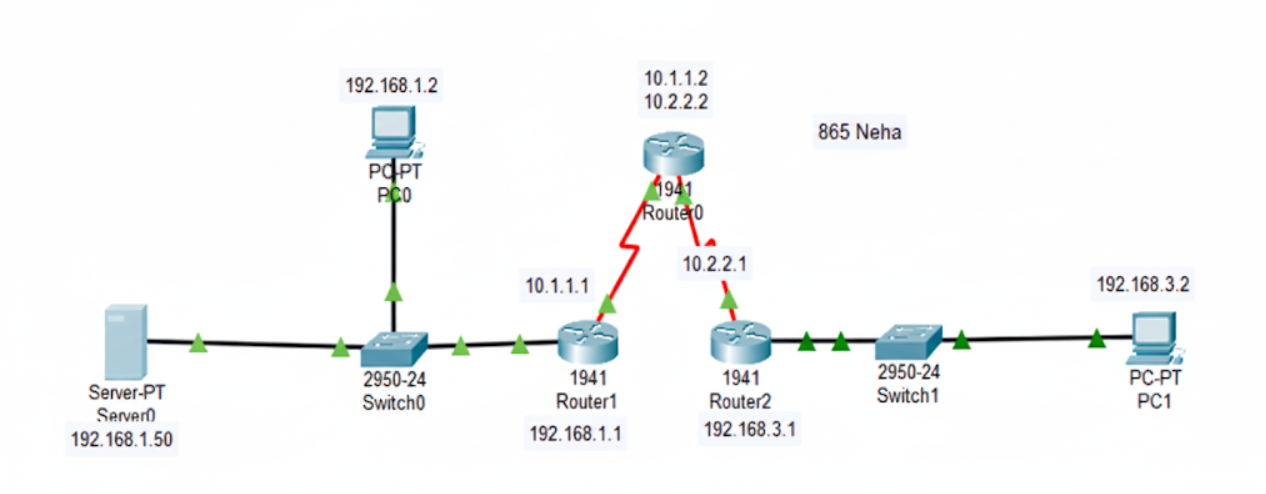 192.168.1.2
PC-PT
PC0
10.1.1.2
10.2.2.2
1941
Router0
865 Neha
10.1.1.1
10.2.2.1
192.168.3.2
Server-PT
Server0
192.168.1.50
2950-24
Switch0
1941
Router1
192.168.1.1
1941
Router2
192.168.3.1
2950-24
Switch1
PC-PT
PC1